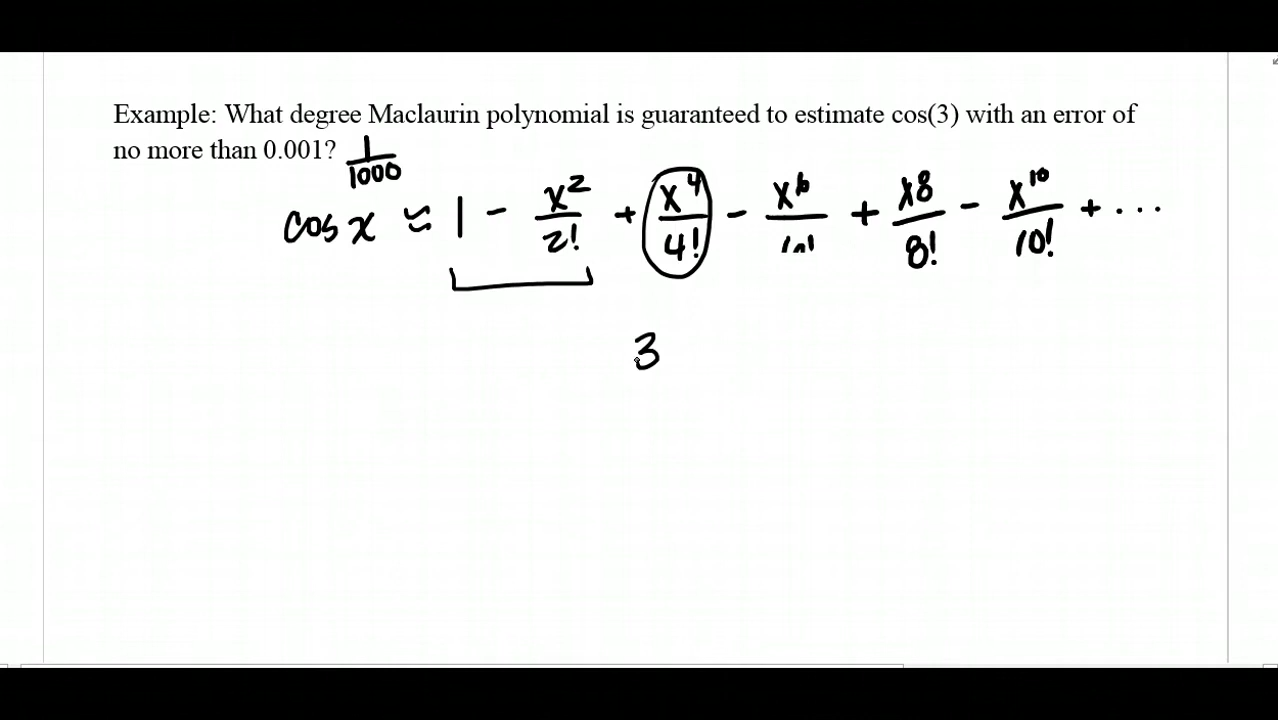 Example: What degree Maclaurin polynomial is guaranteed to estimate cos(3) with an error of
no more than 0.001? 1/1000
cos x ≈ 1 - x²/2! + x⁴/4! - x⁶/ + x⁸/8! - x¹⁰/10! + ...
3